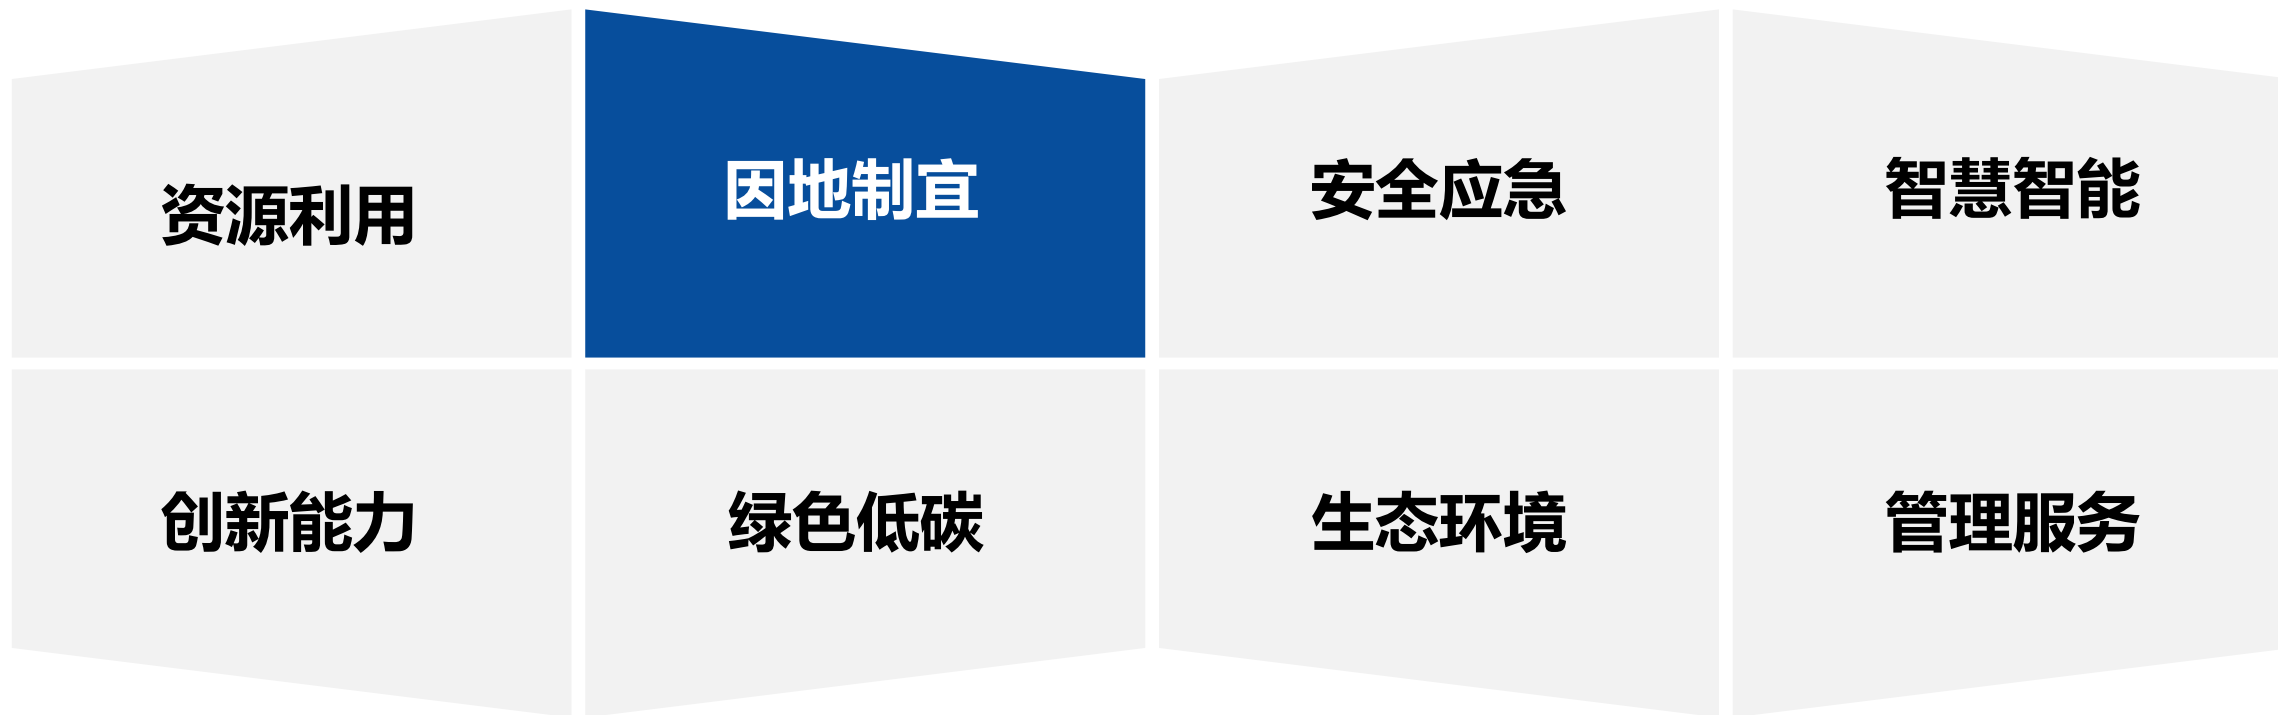 资源利用
因地制宜
安全应急
智慧智能
创新能力
绿色低碳
生态环境
管理服务